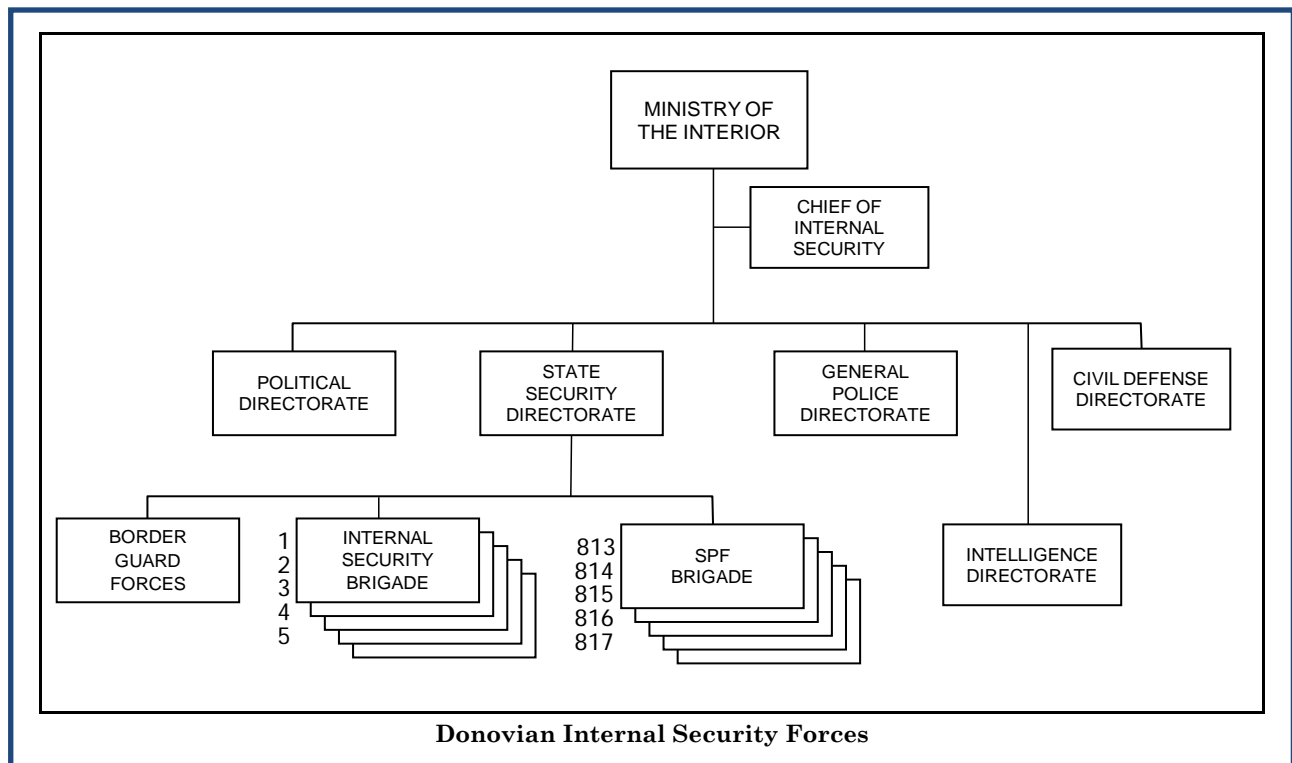 MINISTRY OF
THE INTERIOR
CHIEF OF
INTERNAL
SECURITY
POLITICAL
DIRECTORATE
STATE
SECURITY
DIRECTORATE
GENERAL
POLICE
DIRECTORATE
CIVIL DEFENSE
DIRECTORATE
BORDER
GUARD
FORCES
1
2
3
4
5
INTERNAL
SECURITY
BRIGADE
813
814
815
816
817
SPF
BRIGADE
INTELLIGENCE
DIRECTORATE
Donovian Internal Security Forces